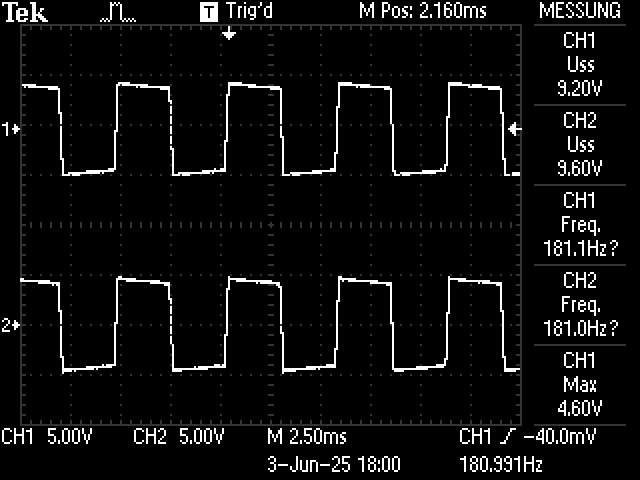 Tek T Trig'd M Pos: 2.160ms MESSUNG
CH1
Uss
9.20V
CH2
Uss
9.60V
CH1
Freq.
181.1Hz?
CH2
Freq.
181.0Hz?
CH1
Max
4.60V
1
2
CH1 5.00V CH2 5.00V M 2.50ms CH1 -40.0mV
3-Jun-25 18:00 180.991Hz